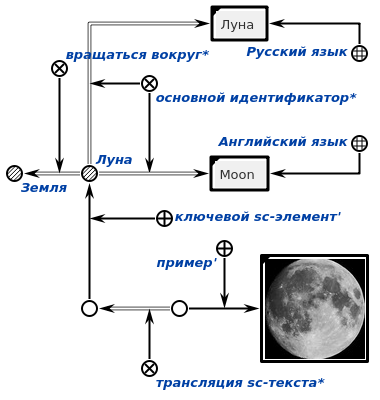 Луна
вращаться вокруг*
Русский язык
основной идентификатор*
Английский язык
Луна
Земля
Moon
ключевой sc-элемент'
пример'
трансляция sc-текста*